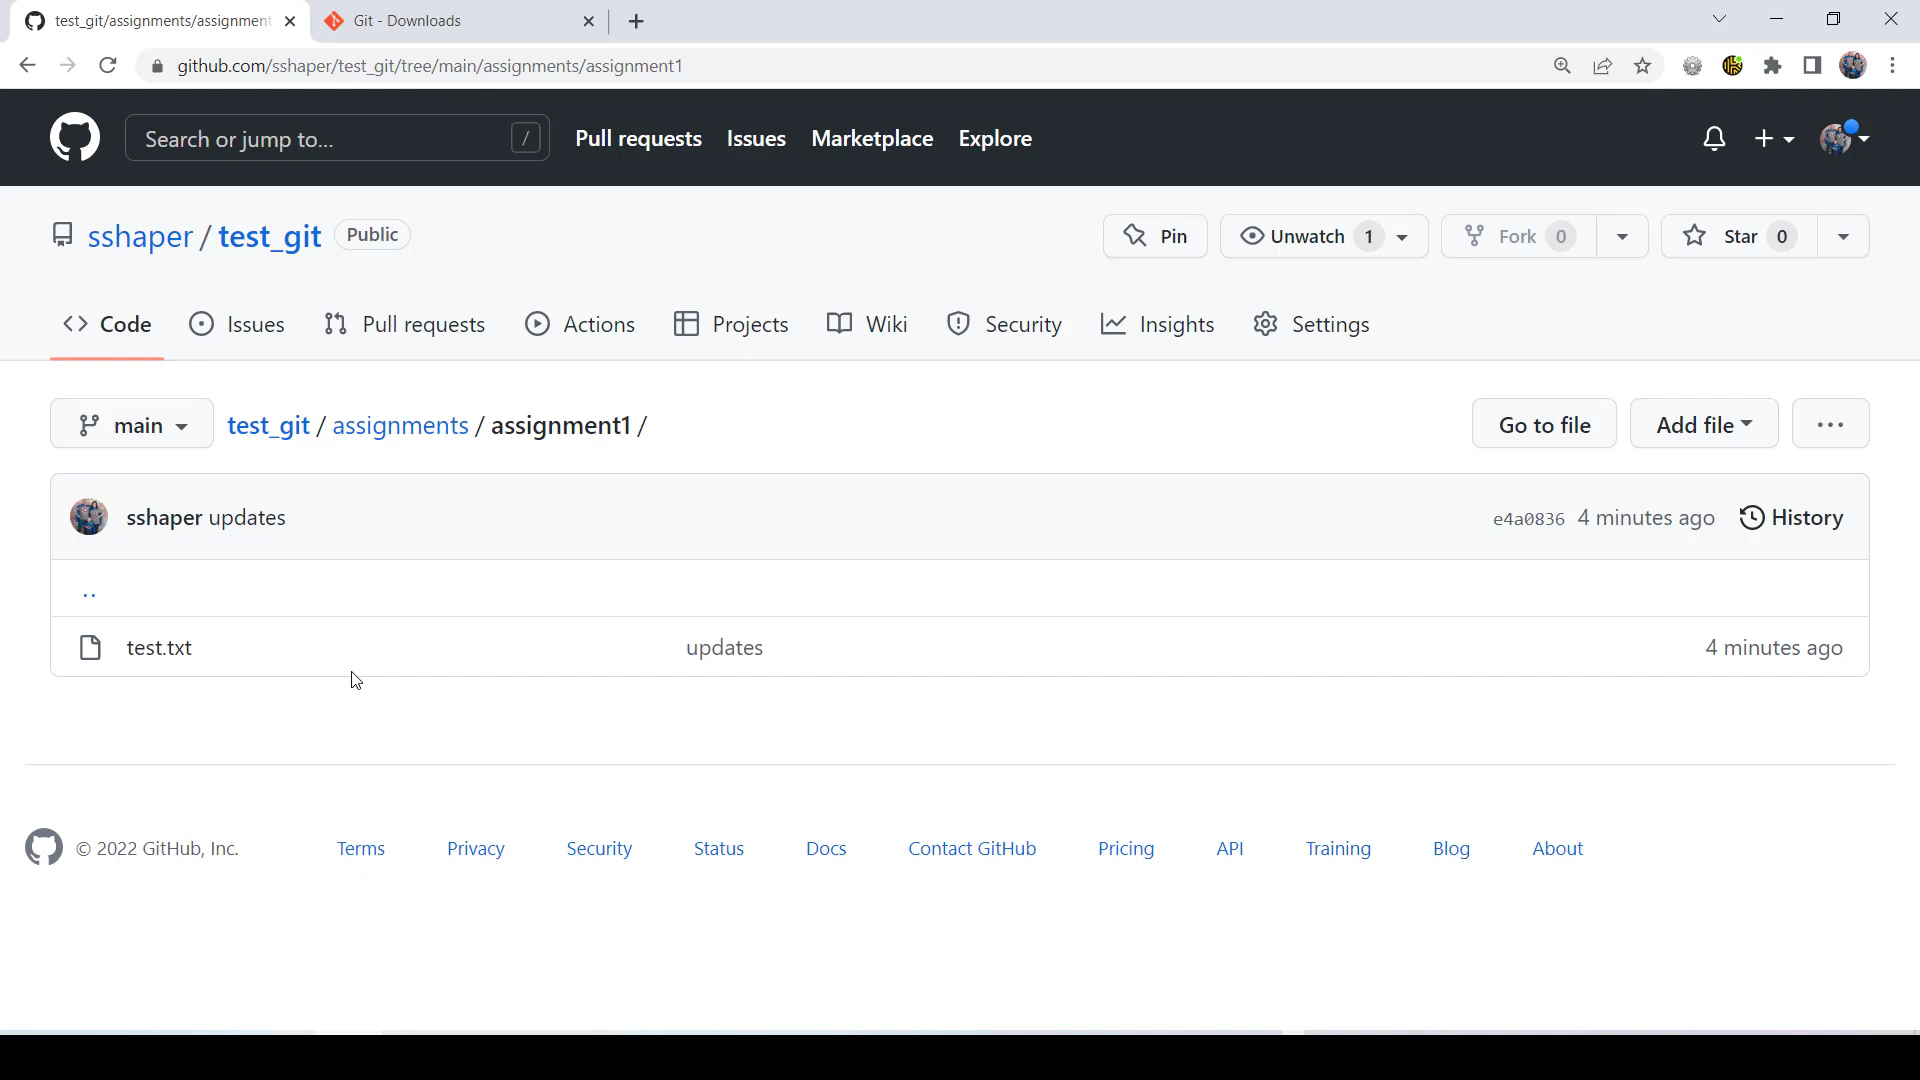 test_git/assignments/assignment
Git - Downloads
github.com/sshaper/test_git/tree/main/assignments/assignment1
Search or jump to...
/
Pull requests
Issues
Marketplace
Explore
sshaper / test_git
Public
Pin
Unwatch 1
Fork 0
Star 0
Code
Issues
Pull requests
Actions
Projects
Wiki
Security
Insights
Settings
main
test_git / assignments / assignment1 /
Go to file
Add file
sshaper updates
e4a0836 4 minutes ago
History
..
test.txt
updates
4 minutes ago
© 2022 GitHub, Inc.
Terms
Privacy
Security
Status
Docs
Contact GitHub
Pricing
API
Training
Blog
About